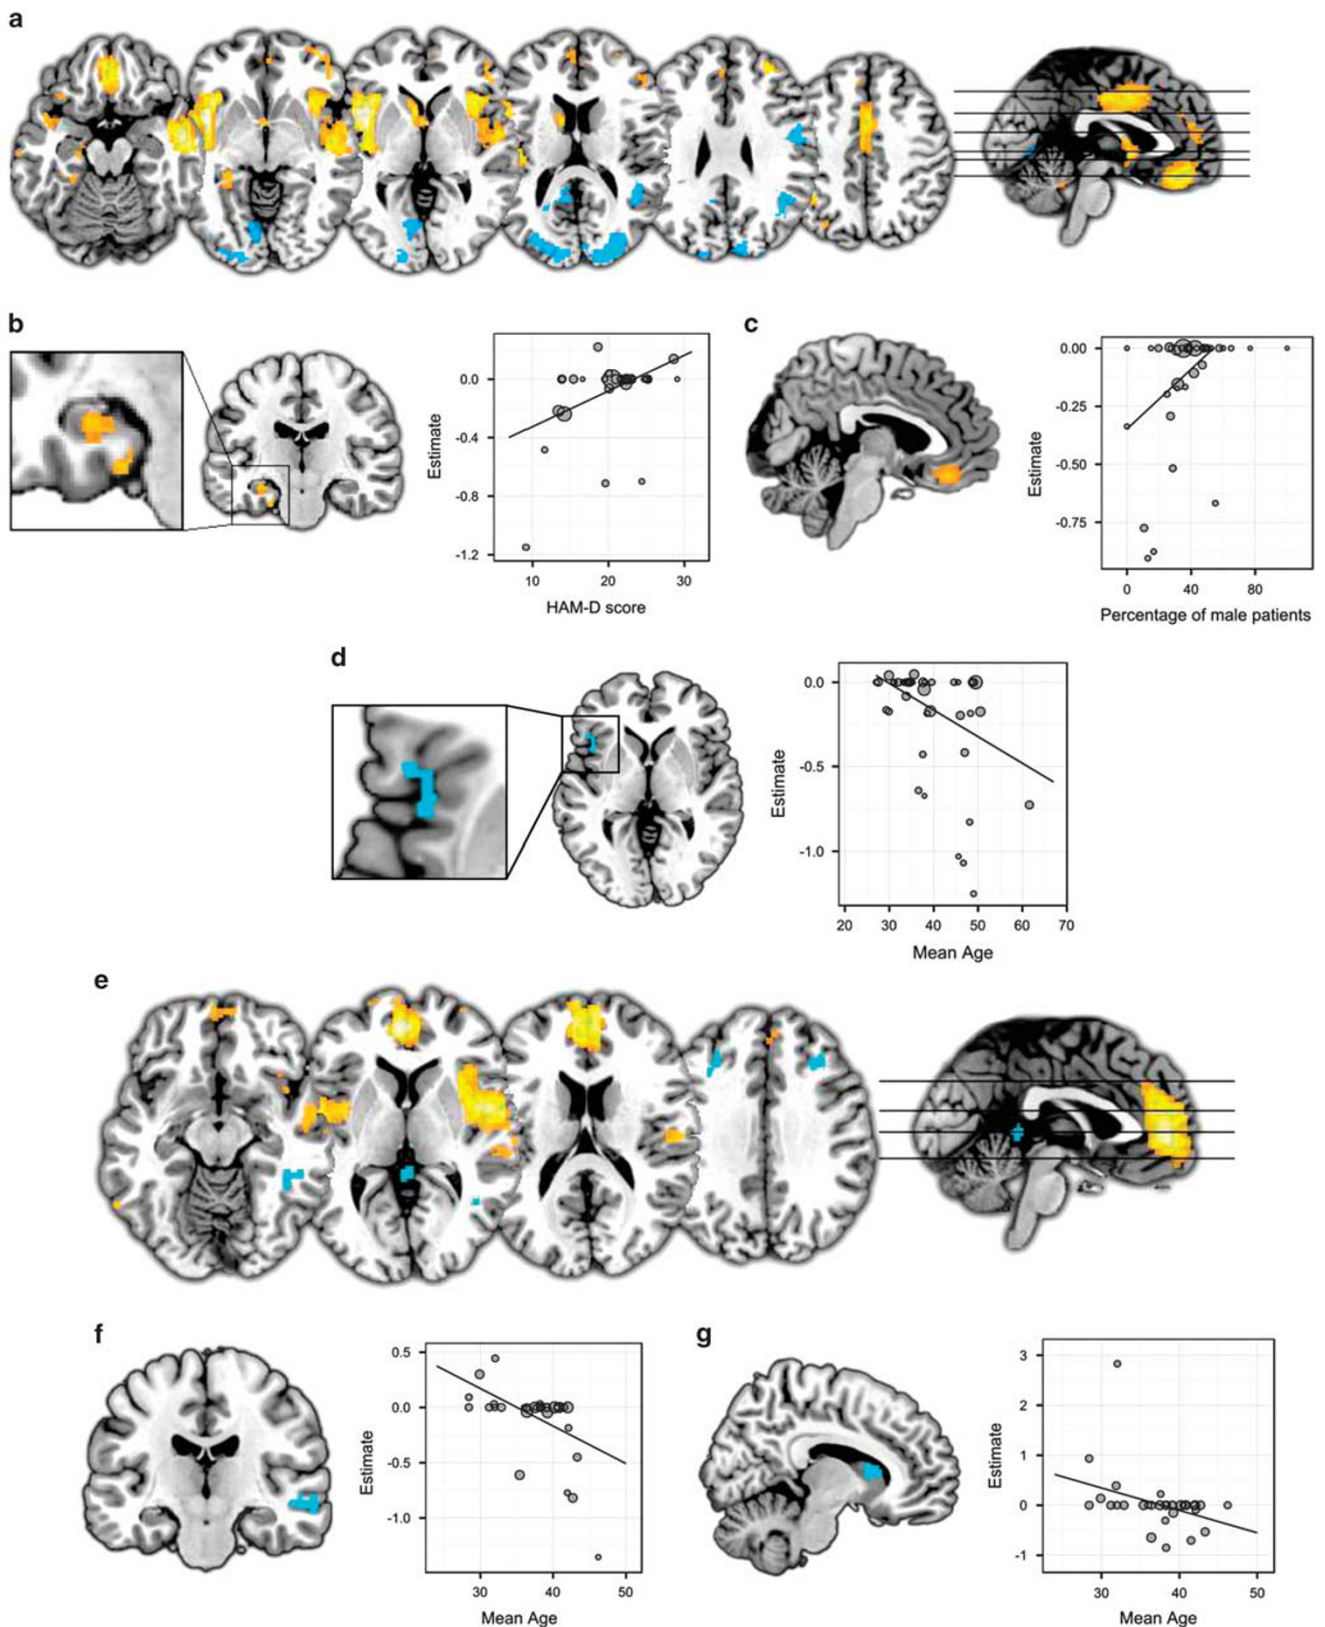 a
b
c
0.0
-0.4
-0.8
-1.2
Estimate
10 20 30
HAM-D score
0.00
-0.25
-0.50
-0.75
Estimate
0 40 80
Percentage of male patients
d
0.0
-0.5
-1.0
Estimate
20 30 40 50 60 70
Mean Age
e
f
g
0.5
0.0
-0.5
-1.0
Estimate
30 40 50
Mean Age
3
2
1
0
-1
Estimate
30 40 50
Mean Age